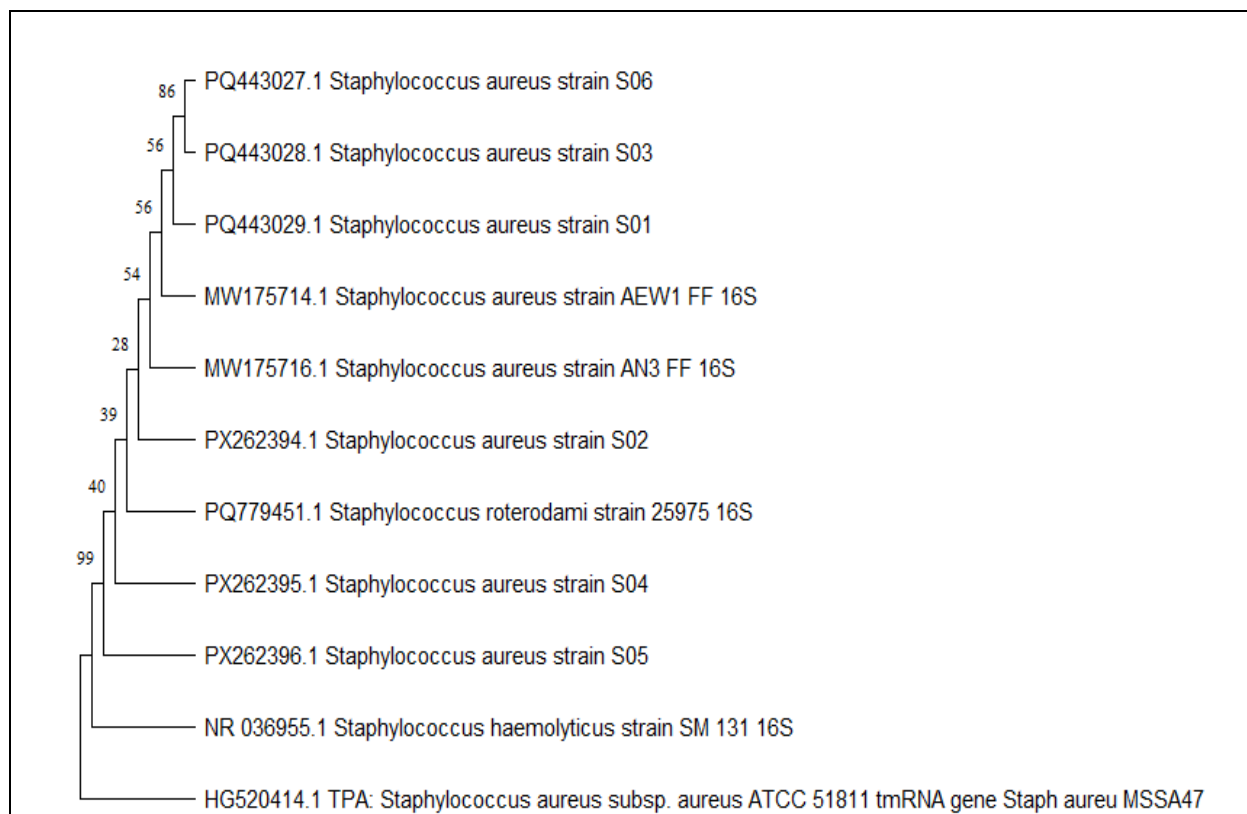 86
PQ443027.1 Staphylococcus aureus strain S06
56
PQ443028.1 Staphylococcus aureus strain S03
56
PQ443029.1 Staphylococcus aureus strain S01
54
MW175714.1 Staphylococcus aureus strain AEW1 FF 16S
28
MW175716.1 Staphylococcus aureus strain AN3 FF 16S
39
PX262394.1 Staphylococcus aureus strain S02
40
PQ779451.1 Staphylococcus roterodami strain 25975 16S
99
PX262395.1 Staphylococcus aureus strain S04
PX262396.1 Staphylococcus aureus strain S05
NR 036955.1 Staphylococcus haemolyticus strain SM 131 16S
HG520414.1 TPA: Staphylococcus aureus subsp. aureus ATCC 51811 tmRNA gene Staph aureu MSSA47